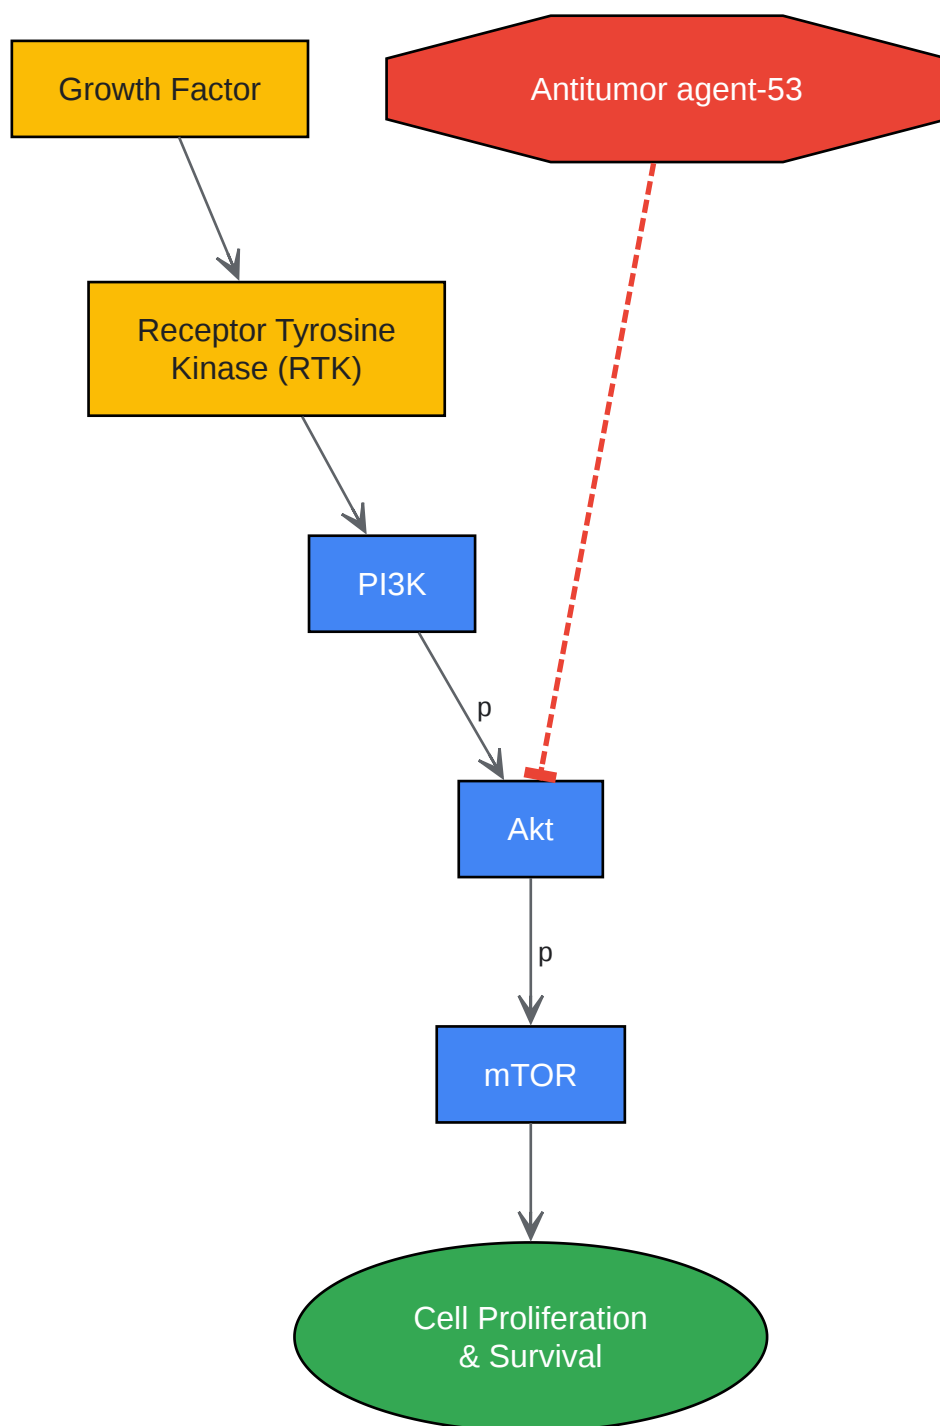 Growth Factor
Antitumor agent-53
Receptor Tyrosine
Kinase (RTK)
PI3K
p
Akt
p
mTOR
Cell Proliferation
& Survival